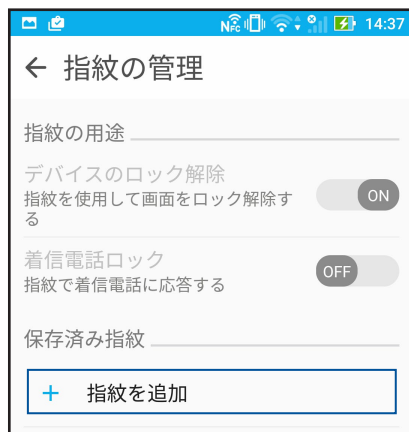 NFC 14:37
← 指紋の管理
指紋の用途
デバイスのロック解除
指紋を使用して画面をロック解除す
る
ON
着信電話ロック
指紋で着信電話に応答する
OFF
保存済み指紋
+ 指紋を追加